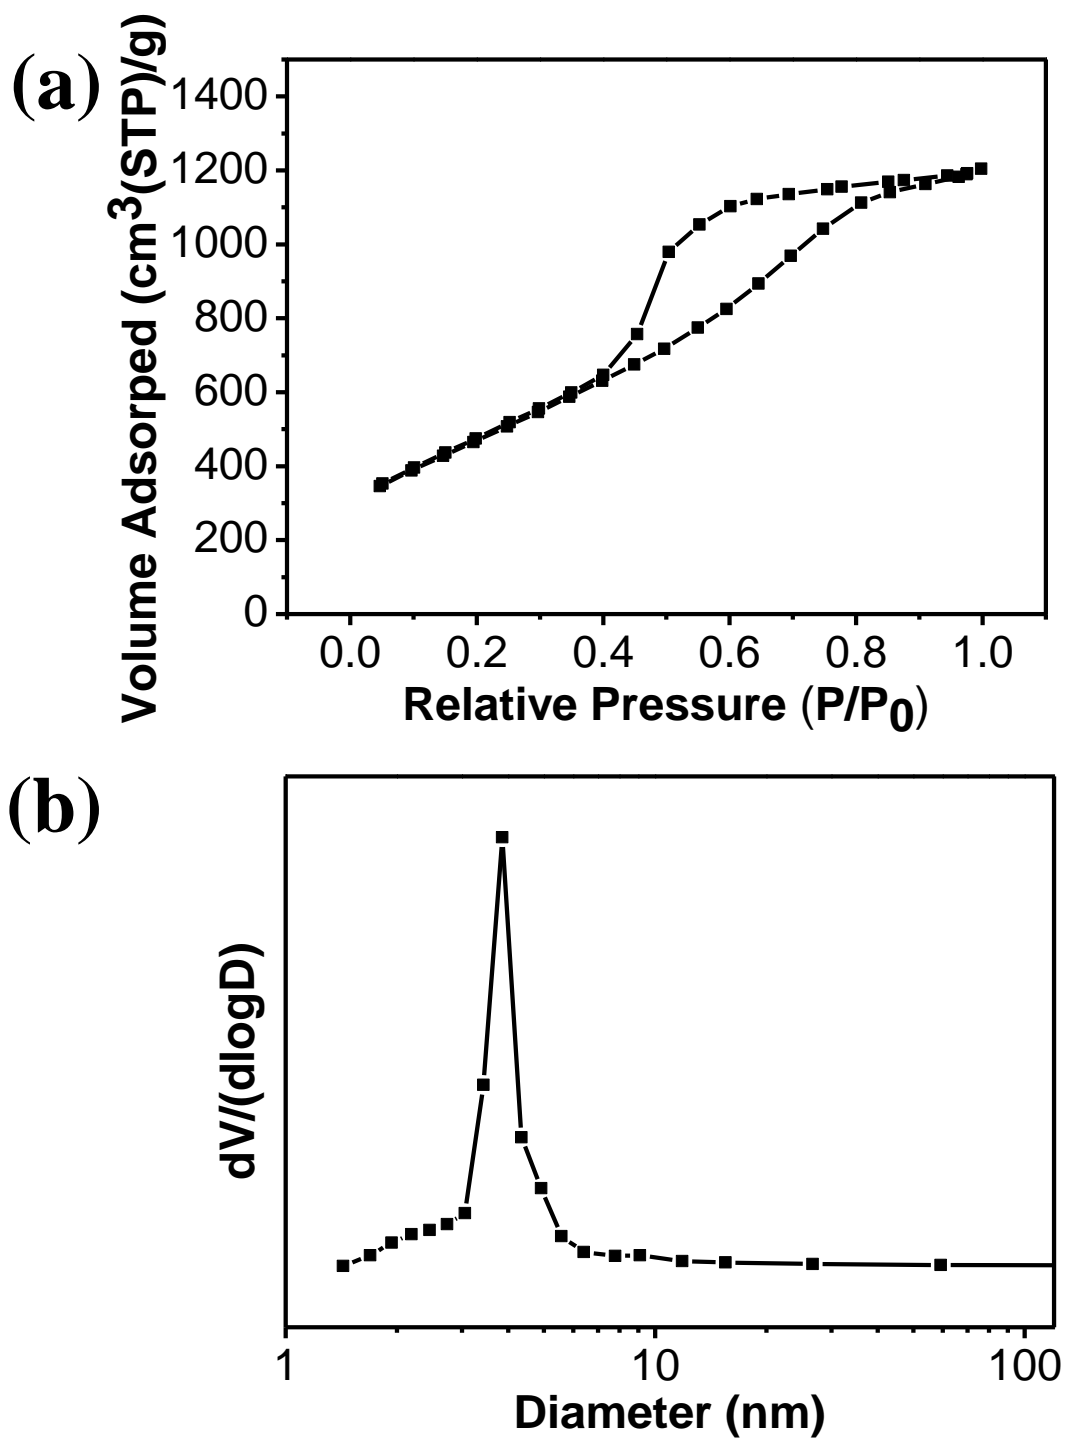 (a)
Volume Adsorped (cm³(STP)/g)
1400
1200
1000
800
600
400
200
0
0.0 0.2 0.4 0.6 0.8 1.0
Relative Pressure (P/P₀)
(b)
dV/(dlogD)
1 10 100
Diameter (nm)